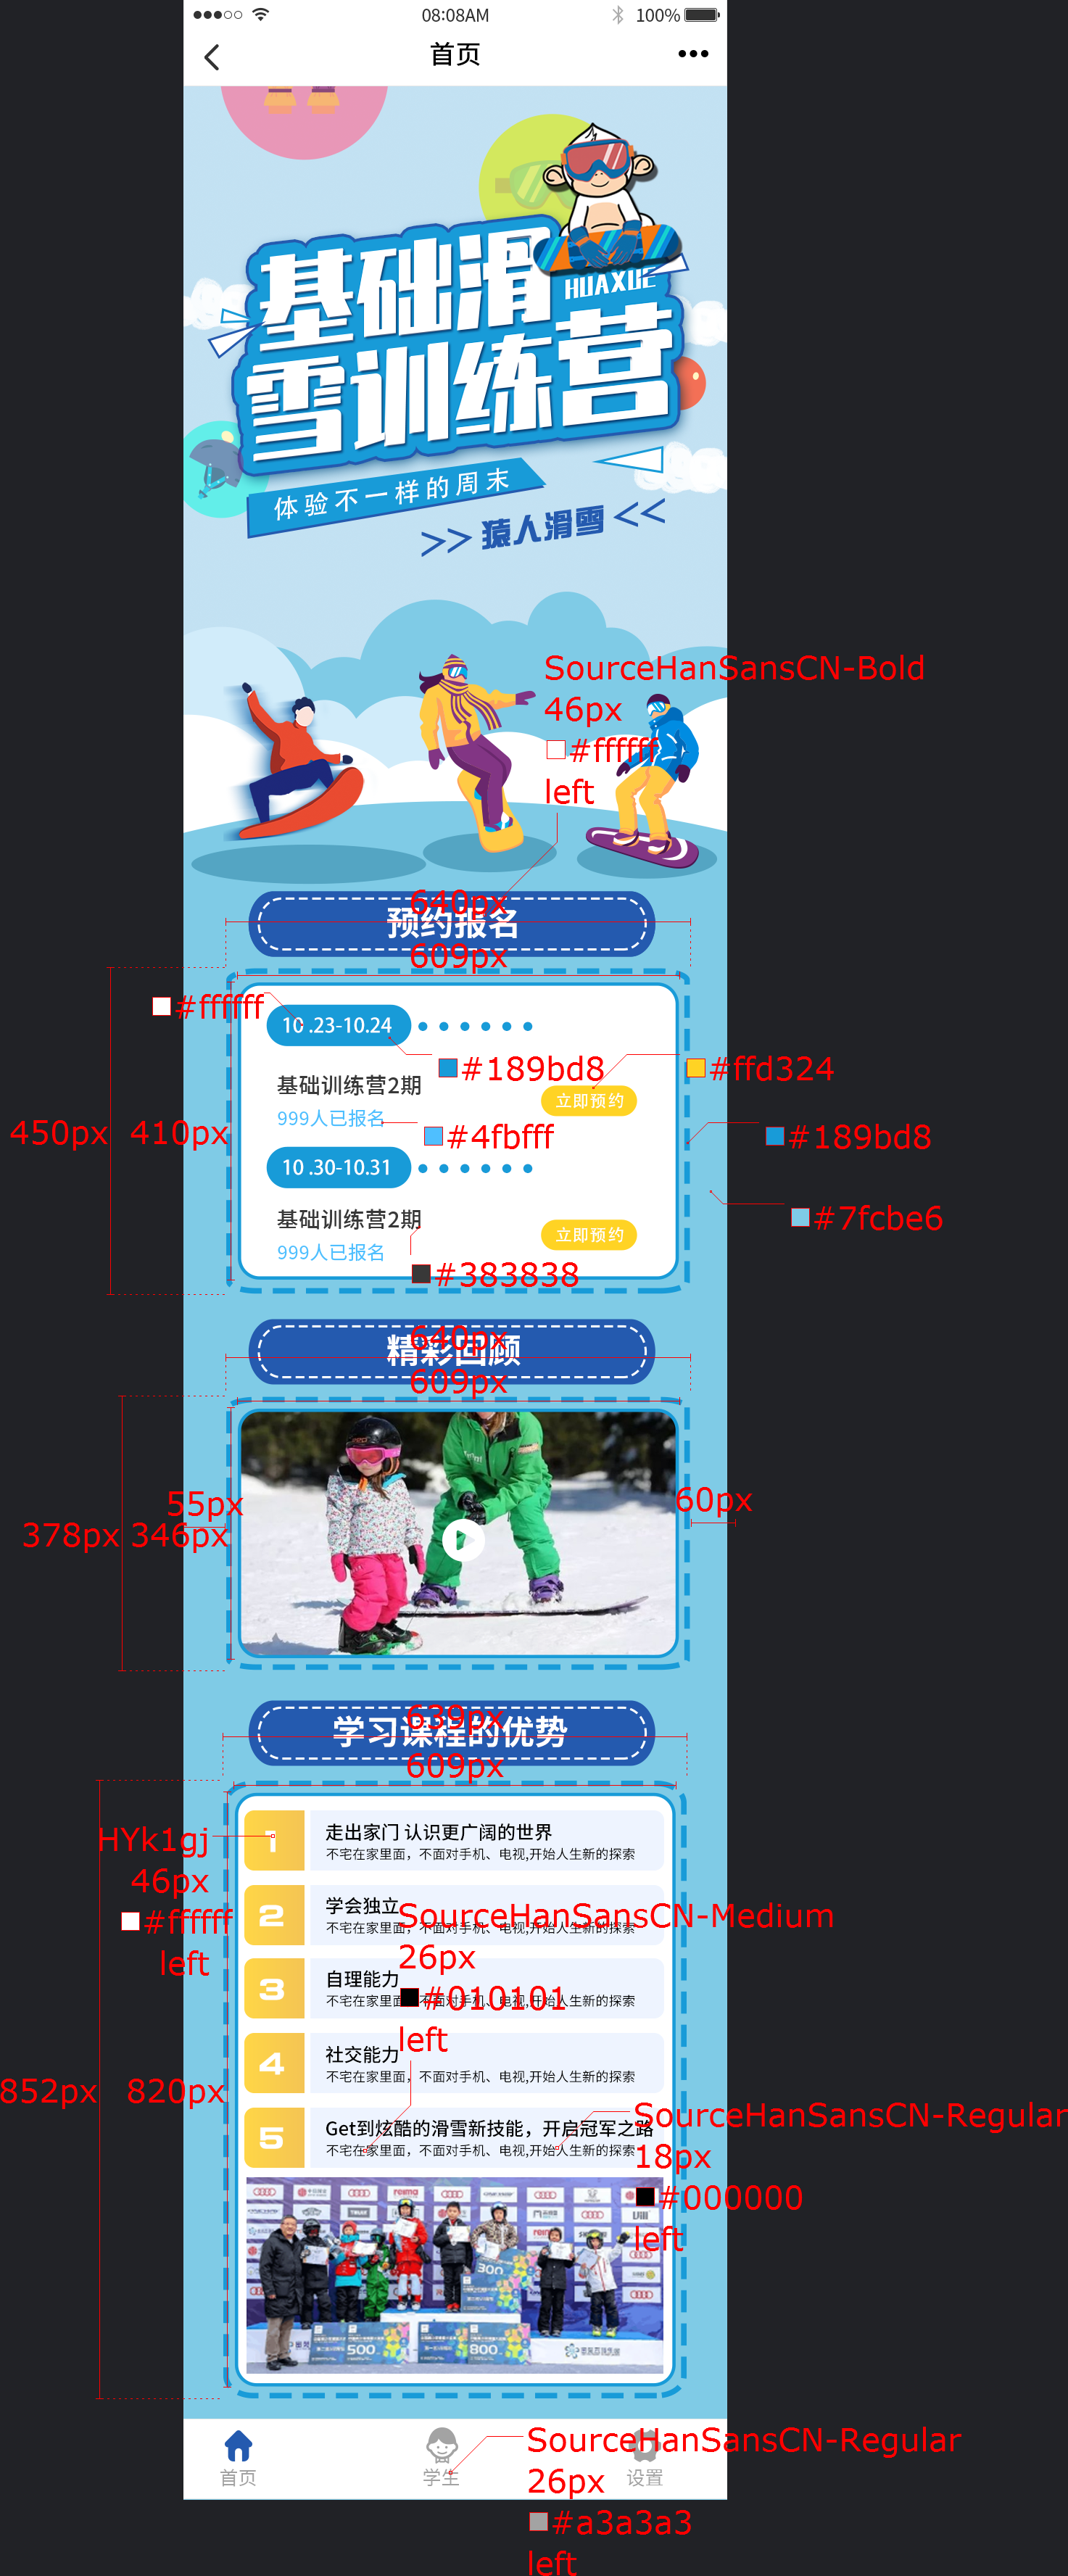 08:08AM
100%
首页
基础滑
HUAXUE
雪训练营
体验不一样的周末
>> 猿人滑雪 <<
SourceHanSansCN-Bold
46px
#ffffff
left
640px
预约报名
609px
#ffffff
10 .23-10.24
#189bd8
#ffd324
基础训练营2期
立即预约
999人已报名
#4fbfff
450px
410px
#189bd8
10 .30-10.31
#7fcbe6
基础训练营2期
立即预约
999人已报名
#383838
640px
精彩回顾
609px
55px
60px
378px
346px
639px
学习课程的优势
609px
HYk1gj
46px
#ffffff
left
1
走出家门 认识更广阔的世界
不宅在家里面，不面对手机、电视,开始人生新的探索
2
学会独立
不宅在家里面，不面对手机、电视,开始人生新的探索
SourceHanSansCN-Medium
26px
#010101
left
3
自理能力
不宅在家里面，不面对手机、电视,开始人生新的探索
4
社交能力
不宅在家里面，不面对手机、电视,开始人生新的探索
852px
820px
5
Get到炫酷的滑雪新技能，开启冠军之路
不宅在家里面，不面对手机、电视,开始人生新的探索
SourceHanSansCN-Regular
18px
#000000
left
reima
300
500
800
首页
学生
设置
SourceHanSansCN-Regular
26px
#a3a3a3
left